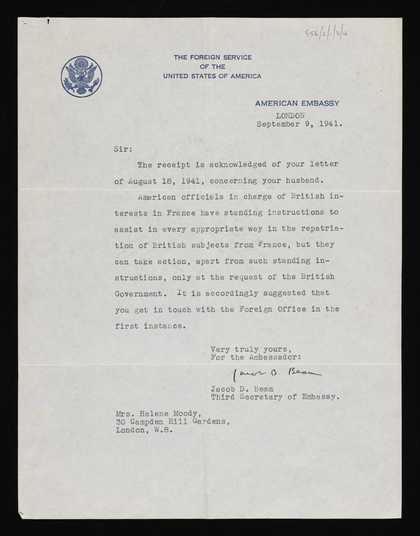 THE FOREIGN SERVICE
OF THE
UNITED STATES OF AMERICA
AMERICAN EMBASSY
LONDON
September 9, 1941.
Sir:
The receipt is acknowledged of your letter
of August 18, 1941, concerning your husband.
American officials in charge of British in-
terests in France have standing instructions to
assist in every appropriate way in the repatria-
tion of British subjects from France, but they
can take action, apart from such standing in-
structions, only at the request of the British
Government. It is accordingly suggested that
you get in touch with the Foreign Office in the
first instance.
Very truly yours,
For the Ambassador:
Jacob D. Beam
Jacob D. Beam
Third Secretary of Embassy.
Mrs. Helene Moody,
30 Campden Hill Gardens,
London, W.8.